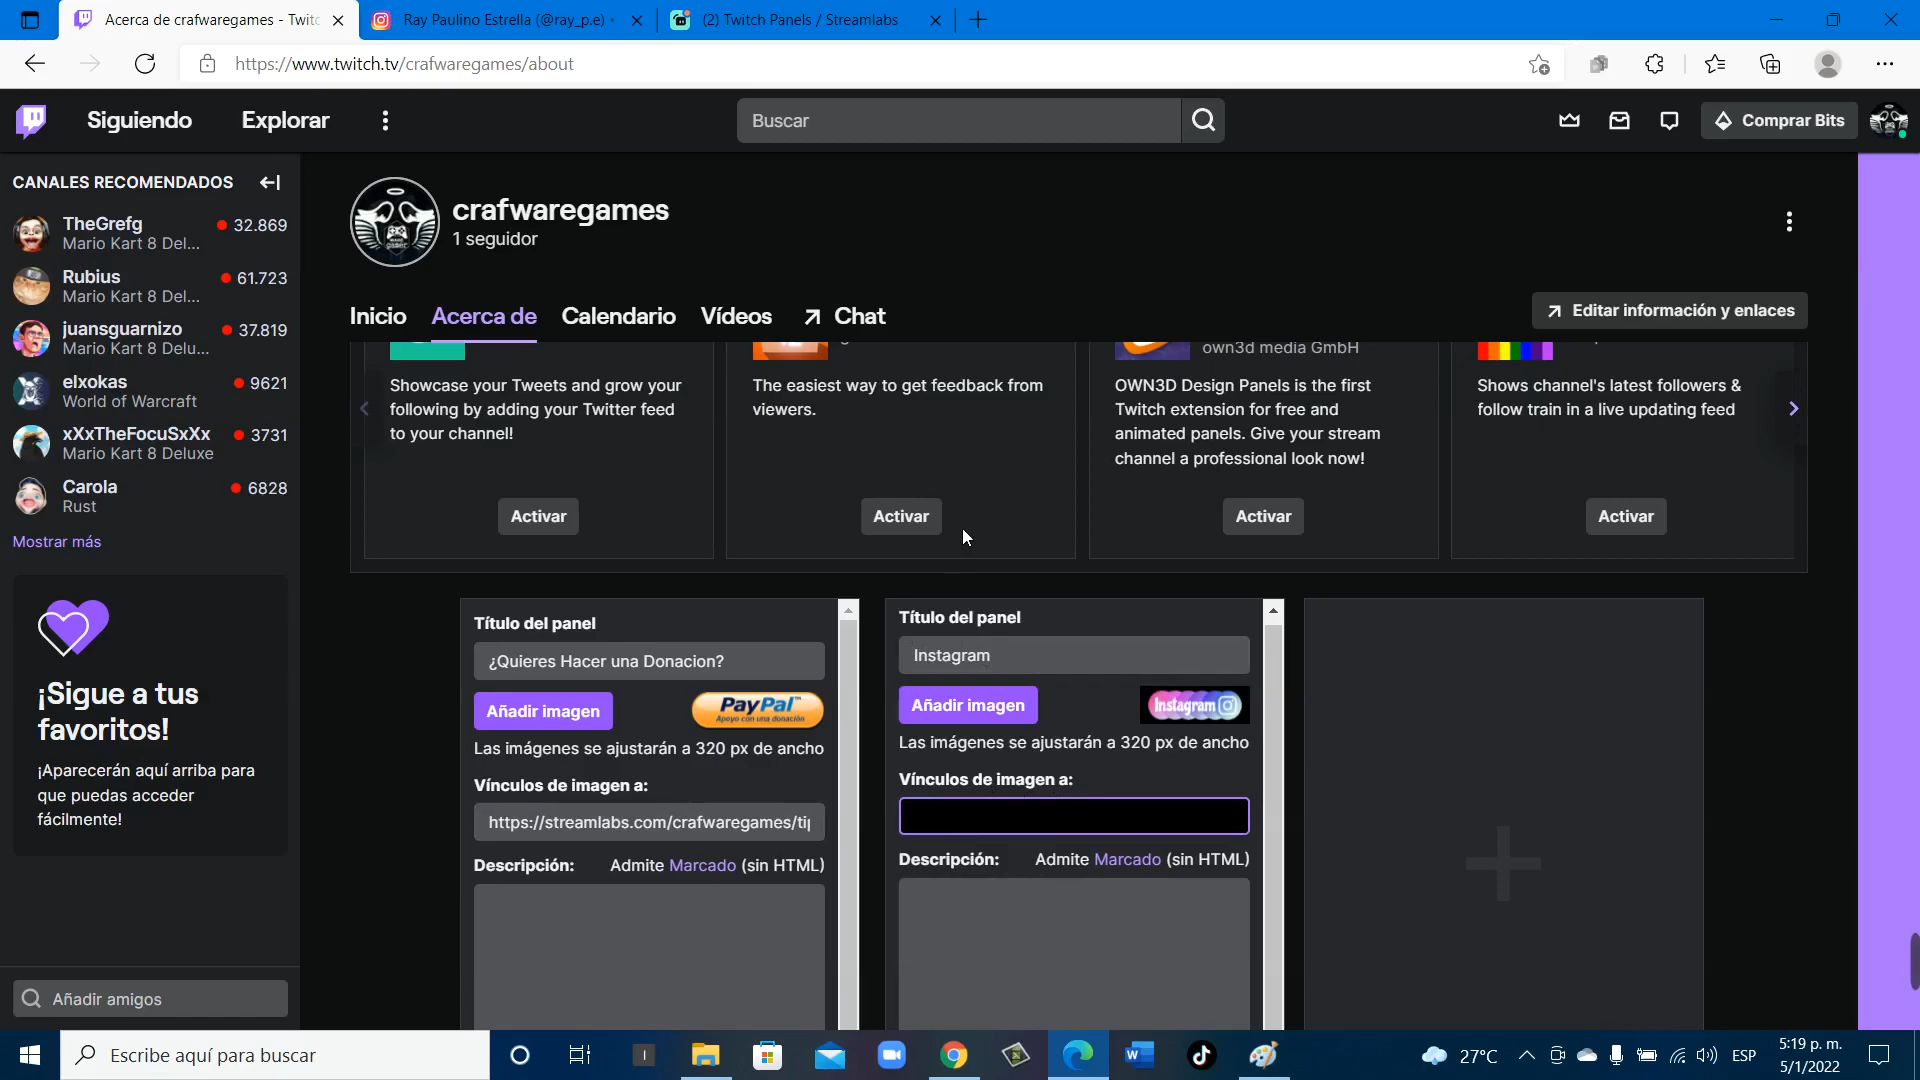 Acerca de crafwaregames - Twitc
Ray Paulino Estrella (@ray_p.e) •
(2) Twitch Panels / Streamlabs
https://www.twitch.tv/crafwaregames/about
Siguiendo
Explorar
Buscar
Comprar Bits
CANALES RECOMENDADOS
TheGrefg
32.869
Mario Kart 8 Del...
Rubius
61.723
Mario Kart 8 Del...
juansguarnizo
37.819
Mario Kart 8 Delu...
elxokas
9621
World of Warcraft
xXxTheFocuSxXx
3731
Mario Kart 8 Deluxe
Carola
6828
Rust
Mostrar más
¡Sigue a tus
favoritos!
¡Aparecerán aquí arriba para
que puedas acceder
fácilmente!
Añadir amigos
crafwaregames
1 seguidor
Inicio
Acerca de
Calendario
Vídeos
Chat
Editar información y enlaces
Showcase your Tweets and grow your
following by adding your Twitter feed
to your channel!
Activar
The easiest way to get feedback from
viewers.
Activar
own3d media GmbH
OWN3D Design Panels is the first
Twitch extension for free and
animated panels. Give your stream
channel a professional look now!
Activar
Shows channel's latest followers &
follow train in a live updating feed
Activar
Título del panel
¿Quieres Hacer una Donacion?
Añadir imagen
PayPal™
Apoyo con una donación
Las imágenes se ajustarán a 320 px de ancho
Vínculos de imagen a:
https://streamlabs.com/crafwaregames/tip
Descripción:
Admite Marcado (sin HTML)
Título del panel
Instagram
Añadir imagen
Instagram
Las imágenes se ajustarán a 320 px de ancho
Vínculos de imagen a:
Descripción:
Admite Marcado (sin HTML)
Escribe aquí para buscar
27°C
ESP
5:19 p. m.
5/1/2022